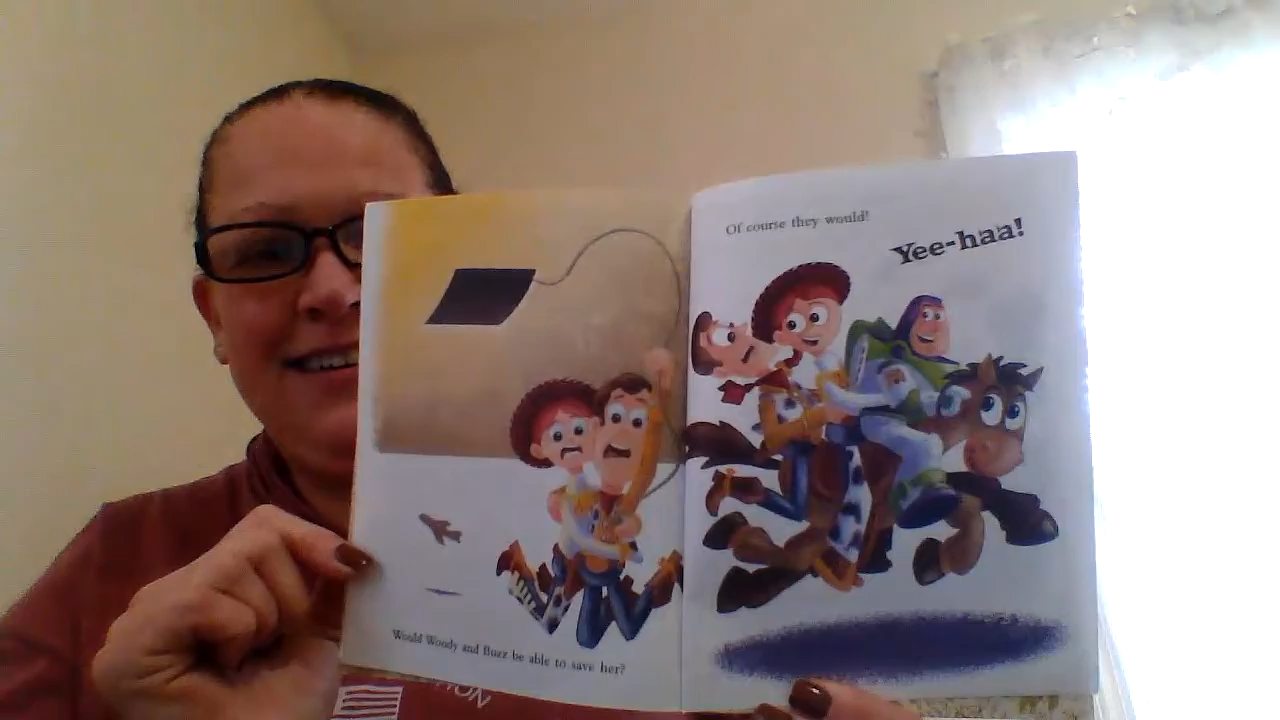 Would Woody and Buzz be able to save her?
Of course they would!
Yee-haa!